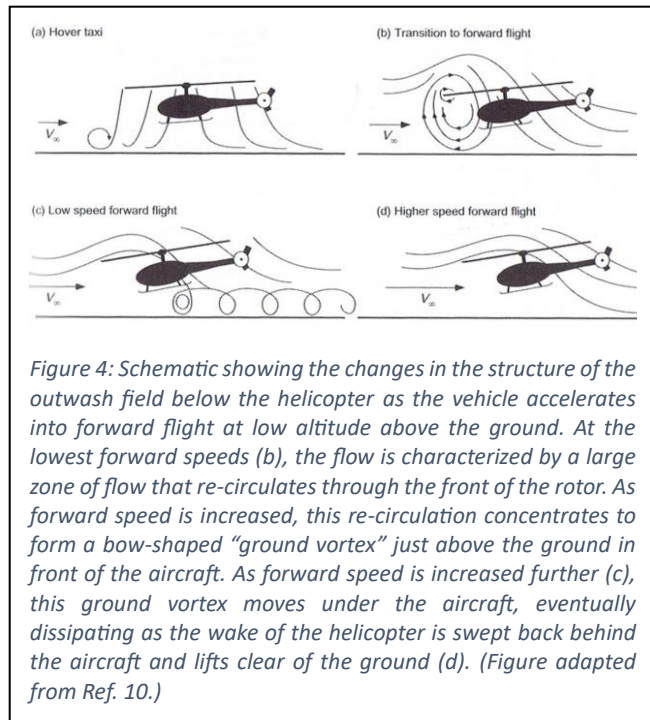 (a) Hover taxi
(b) Transition to forward flight
V∞
V∞
(c) Low speed forward flight
(d) Higher speed forward flight
V∞
V∞
Figure 4: Schematic showing the changes in the structure of the
outwash field below the helicopter as the vehicle accelerates
into forward flight at low altitude above the ground. At the
lowest forward speeds (b), the flow is characterized by a large
zone of flow that re-circulates through the front of the rotor. As
forward speed is increased, this re-circulation concentrates to
form a bow-shaped “ground vortex” just above the ground in
front of the aircraft. As forward speed is increased further (c),
this ground vortex moves under the aircraft, eventually
dissipating as the wake of the helicopter is swept back behind
the aircraft and lifts clear of the ground (d). (Figure adapted
from Ref. 10.)